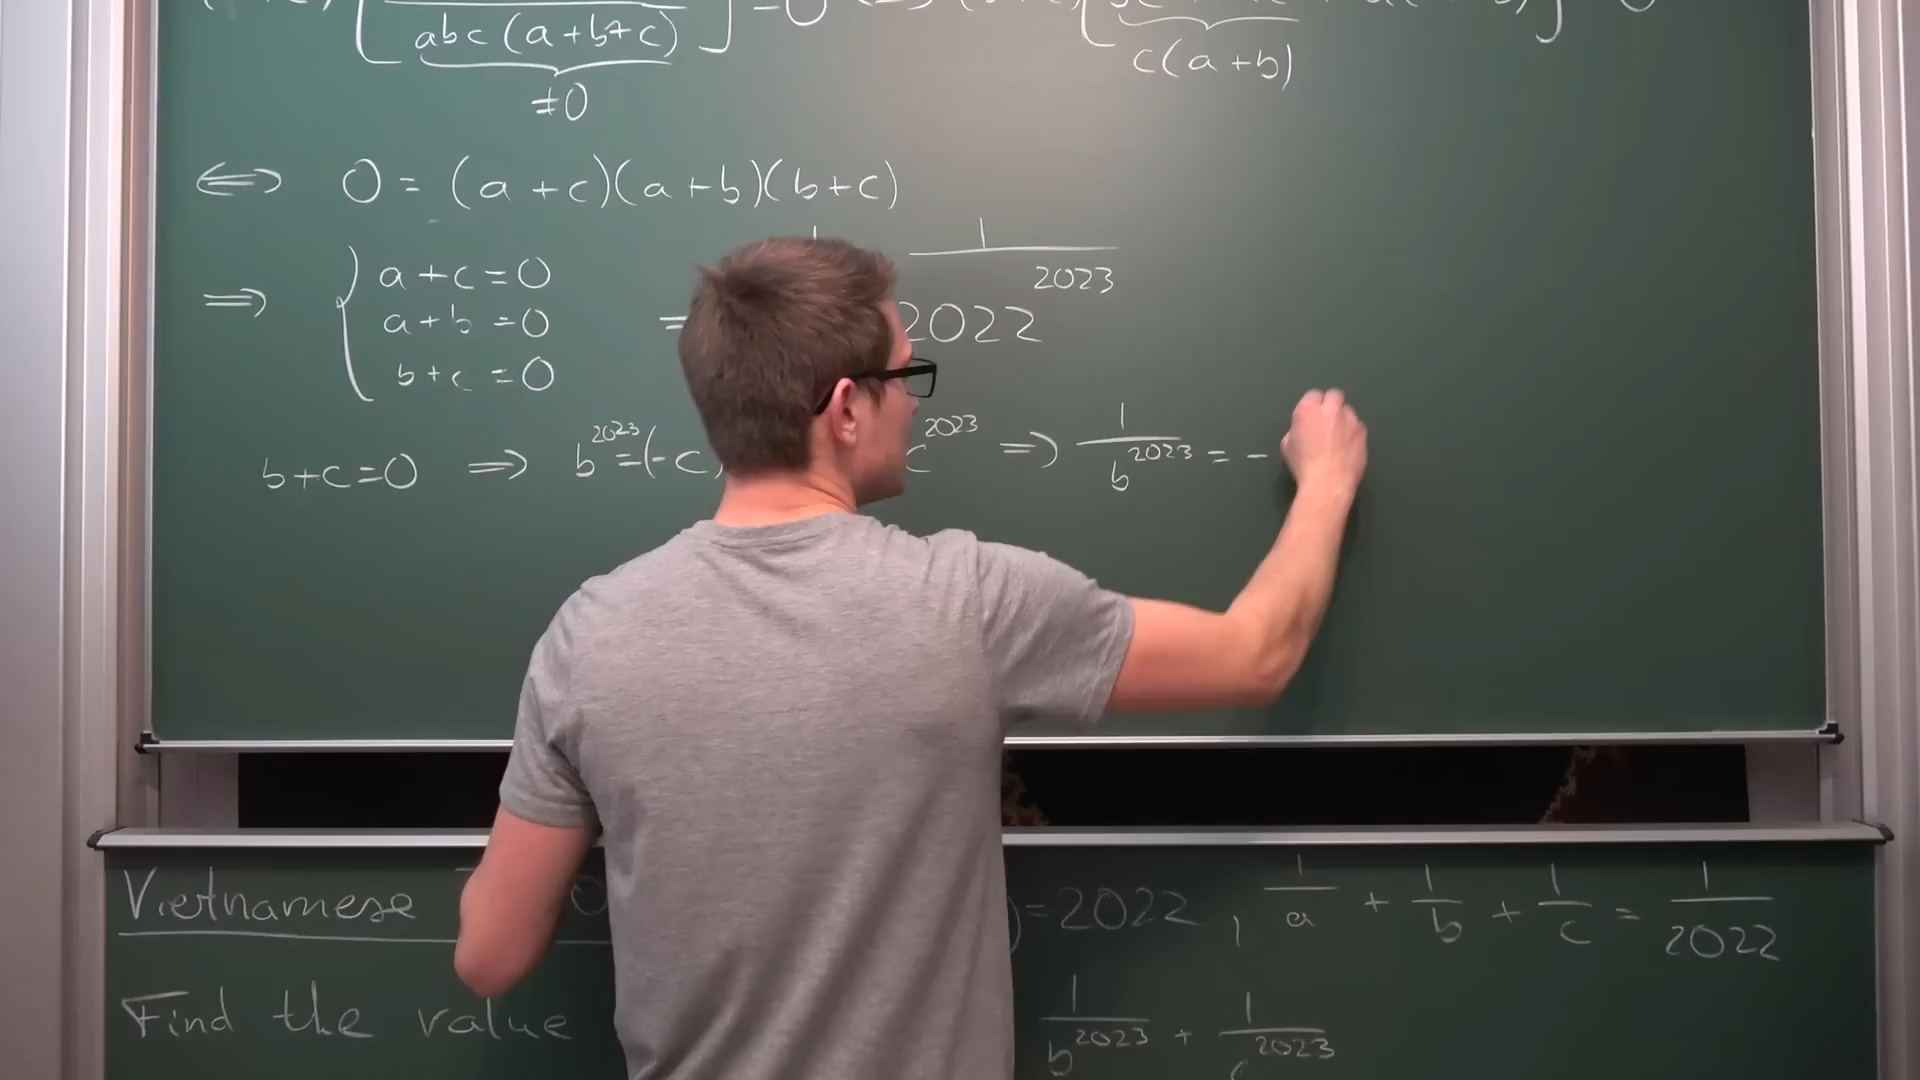 abc(a+b+c) =0
c(a+b)
≠0
⟺ 0 = (a+c)(a+b)(b+c)
1 1
2023
⟹ { a+c=0
a+b=0 = 2022
b+c=0
b+c=0 ⟹ b^2023=(-c c^2023 ⟹ 1/b^2023 = -
Vietnamese )=2022, 1/a + 1/b + 1/c = 1/2022
Find the value 1/b^2023 + 1/c^2023